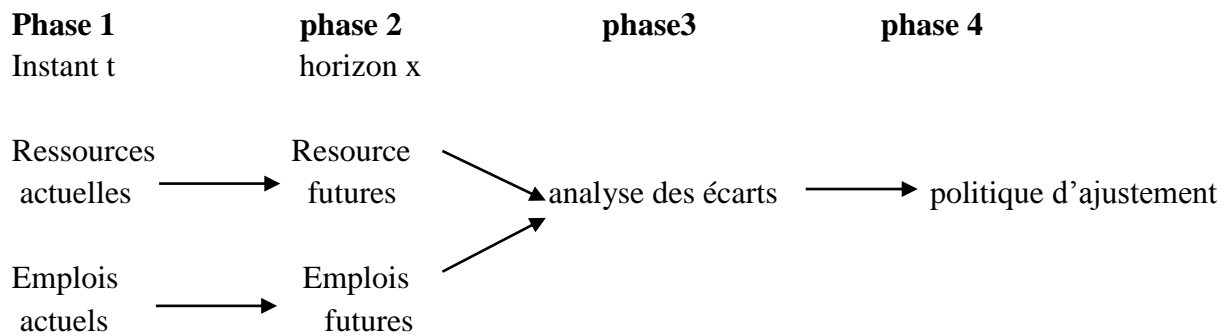 Phase 1 phase 2 phase3 phase 4
Instant t horizon x
Ressources Resource
actuelles futures analyse des écarts politique d’ajustement
Emplois Emplois
actuels futures